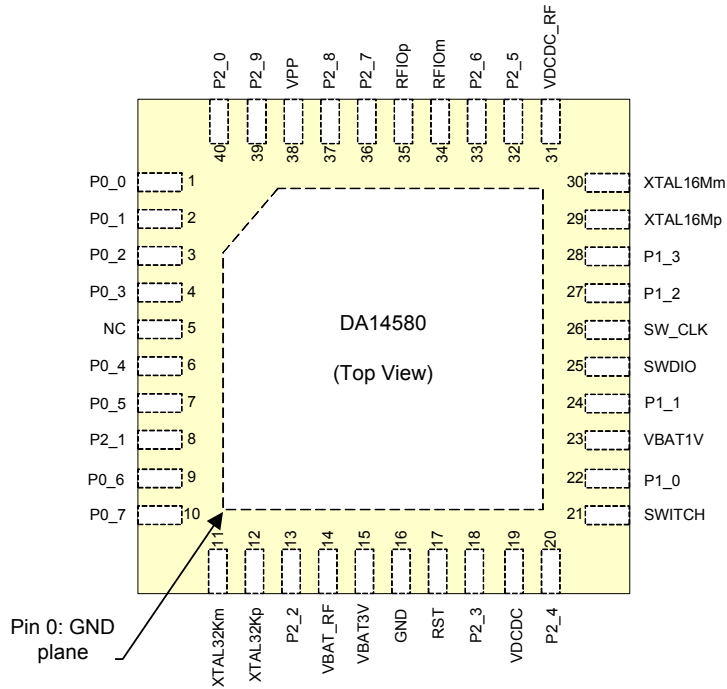 P2_0
P2_9
VPP
P2_8
P2_7
RFIOp
RFIOm
P2_6
P2_5
VDCDC_RF
40
39
38
37
36
35
34
33
32
31
P0_0 1
P0_1 2
P0_2 3
P0_3 4
NC 5
P0_4 6
P0_5 7
P2_1 8
P0_6 9
P0_7 10
DA14580
(Top View)
30 XTAL16Mm
29 XTAL16Mp
28 P1_3
27 P1_2
26 SW_CLK
25 SWDIO
24 P1_1
23 VBAT1V
22 P1_0
21 SWITCH
11
12
13
14
15
16
17
18
19
20
XTAL32Km
XTAL32Kp
P2_2
VBAT_RF
VBAT3V
GND
RST
P2_3
VDCDC
P2_4
Pin 0: GND
plane